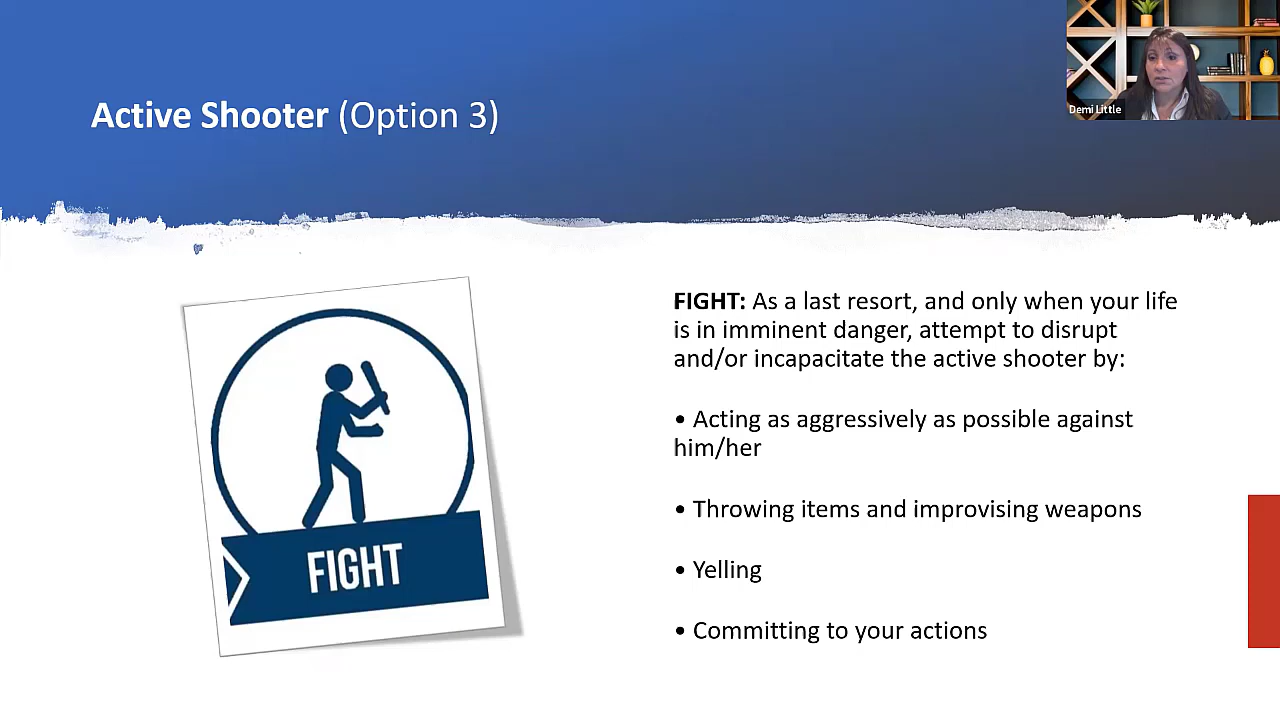 Demi Little
Active Shooter (Option 3)
FIGHT: As a last resort, and only when your life
is in imminent danger, attempt to disrupt
and/or incapacitate the active shooter by:
• Acting as aggressively as possible against
him/her
• Throwing items and improvising weapons
• Yelling
• Committing to your actions
FIGHT